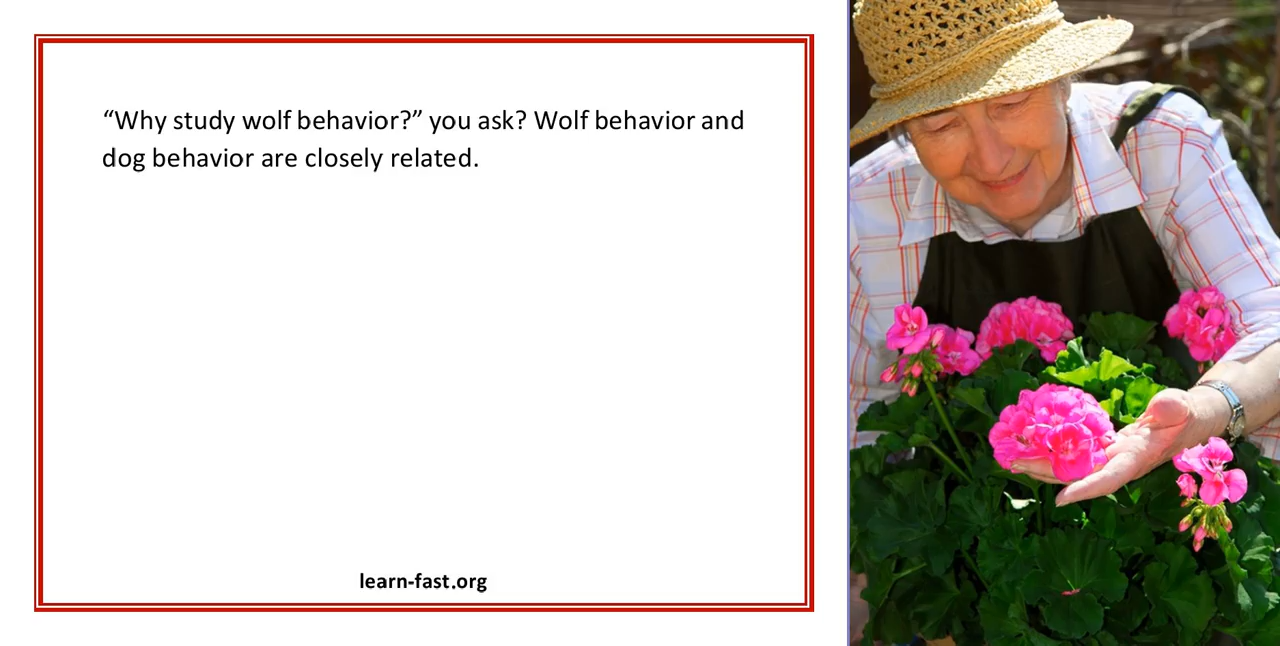 “Why study wolf behavior?” you ask? Wolf behavior and
dog behavior are closely related.
learn-fast.org